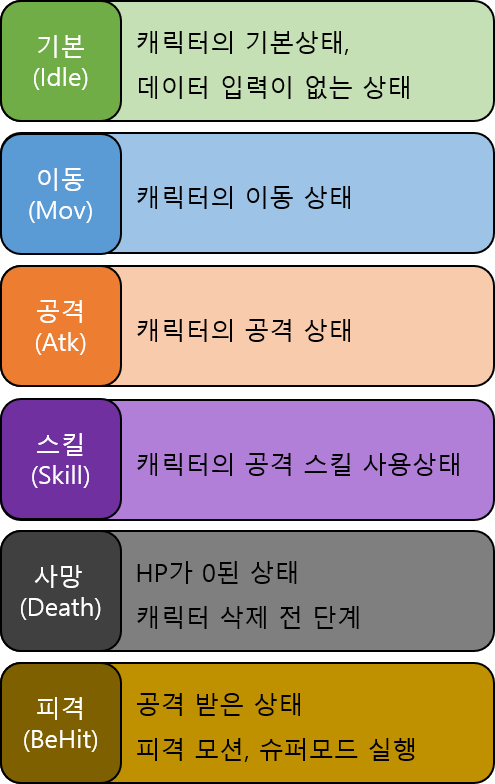 기본
(Idle)
캐릭터의 기본상태,
데이터 입력이 없는 상태
이동
(Mov)
캐릭터의 이동 상태
공격
(Atk)
캐릭터의 공격 상태
스킬
(Skill)
캐릭터의 공격 스킬 사용상태
사망
(Death)
HP가 0된 상태
캐릭터 삭제 전 단계
피격
(BeHit)
공격 받은 상태
피격 모션, 슈퍼모드 실행